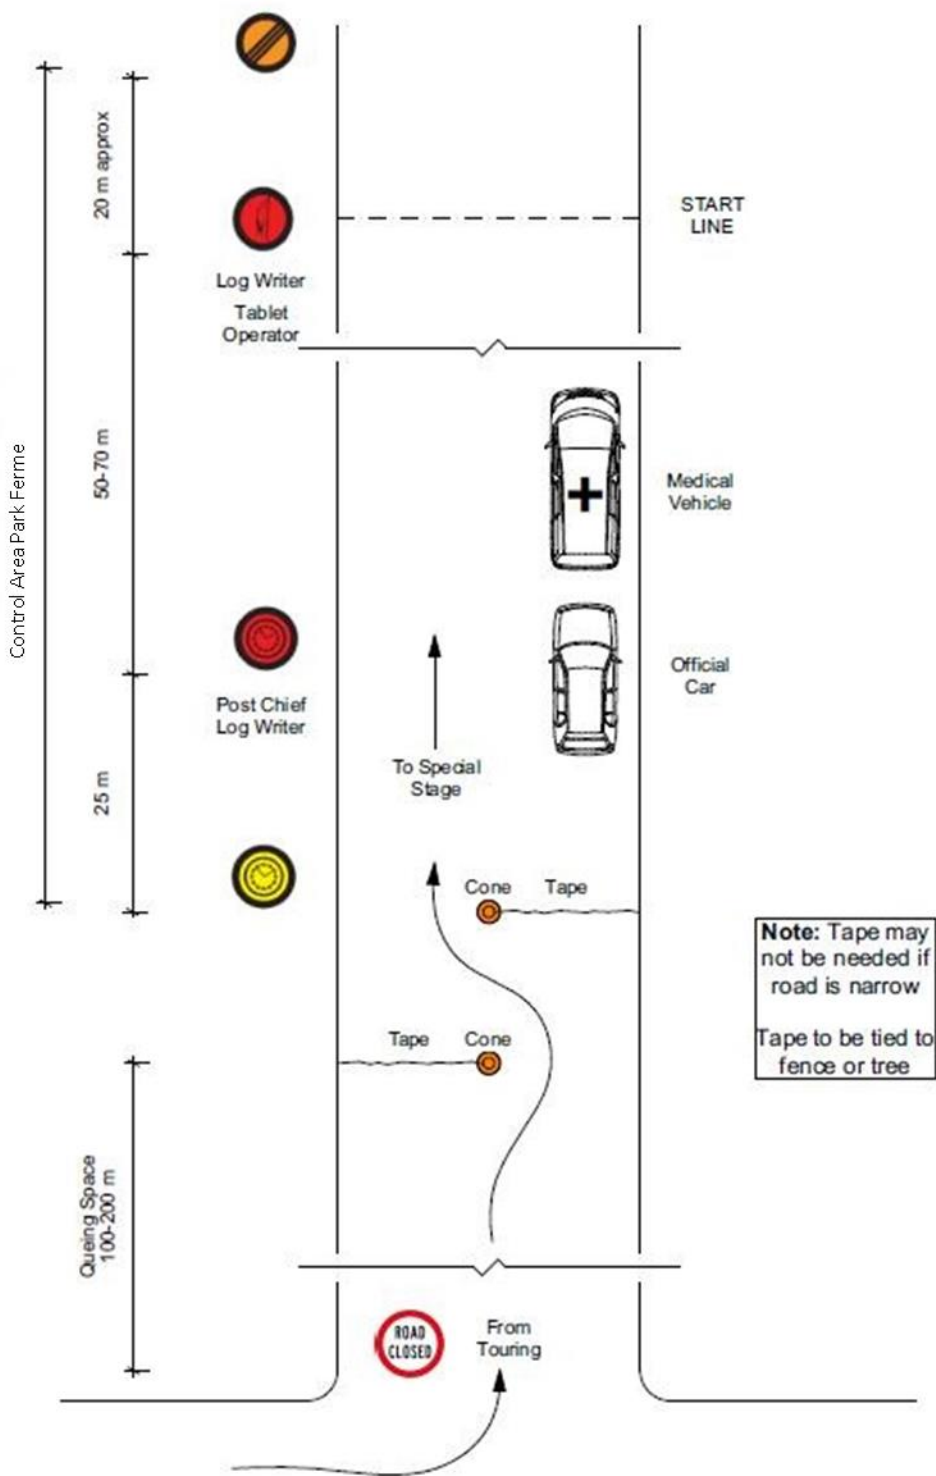 20 m approx
START
LINE
Log Writer
Tablet
Operator
Control Area Park Ferme
50-70 m
Medical
Vehicle
Official
Car
Post Chief
Log Writer
To Special
Stage
25 m
Cone
Tape
Note: Tape may
not be needed if
road is narrow
Tape to be tied to
fence or tree
Tape
Cone
Queing Space
100-200 m
ROAD
CLOSED
From
Touring